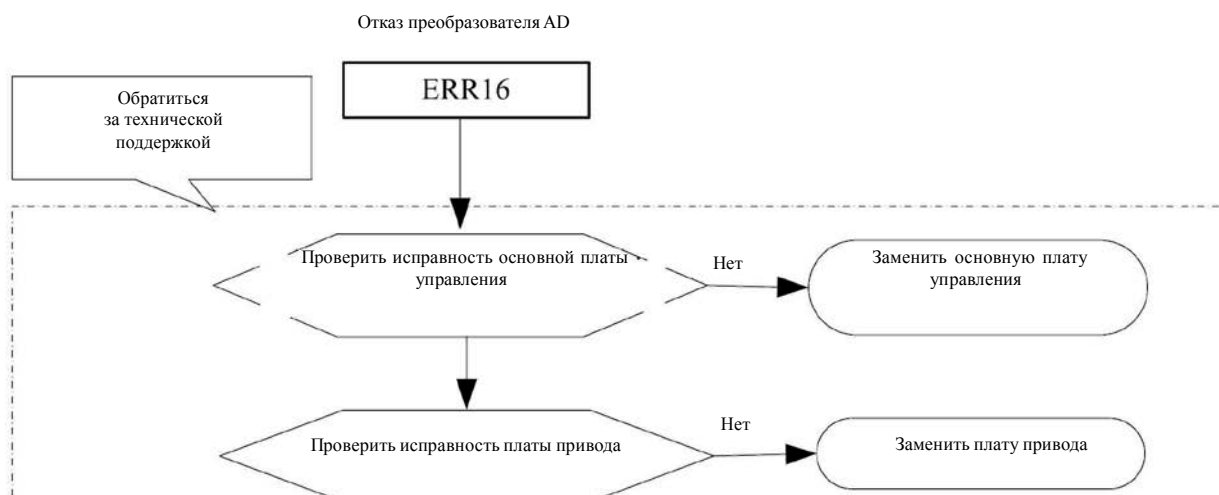 Отказ преобразователя AD
ERR16
Обратиться
за технической
поддержкой
Проверить исправность основной платы
управления
Нет
Заменить основную плату
управления
Проверить исправность платы привода
Нет
Заменить плату привода